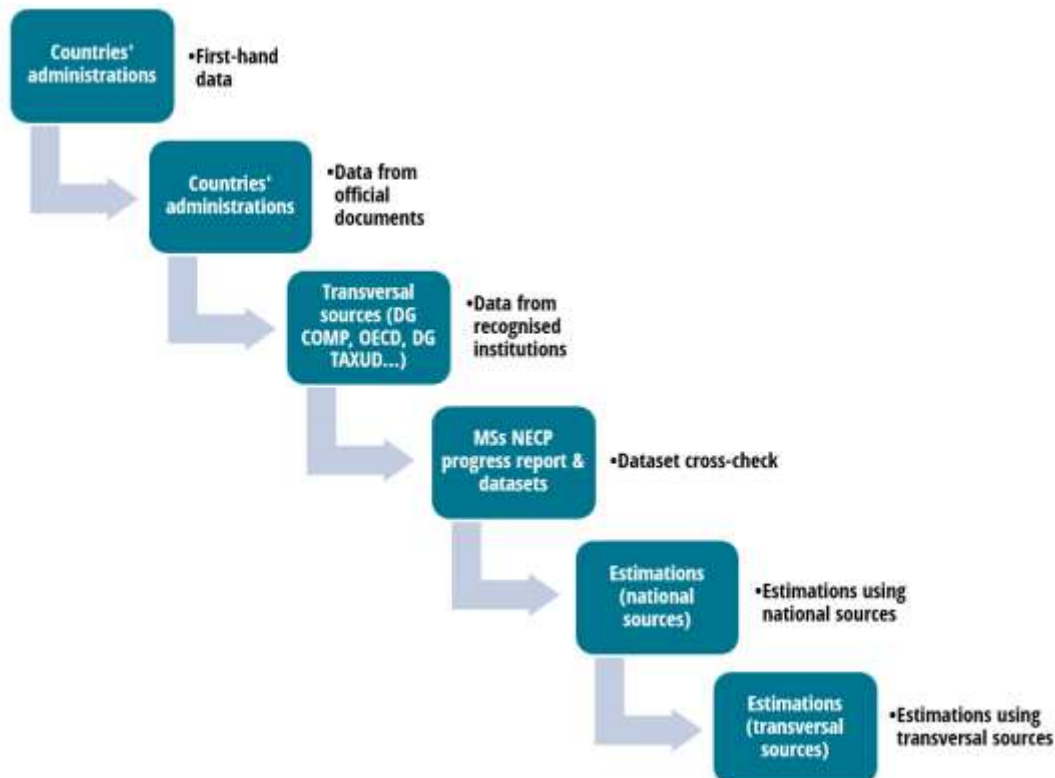 Countries'
administrations
•First-hand
data
Countries'
administrations
•Data from
official
documents
Transversal
sources (DG
COMP, OECD, DG
TAXUD...)
•Data from
recognised
institutions
MSs NECP
progress report &
datasets
•Dataset cross-check
Estimations
(national
sources)
•Estimations using
national sources
Estimations
(transversal
sources)
•Estimations using
transversal sources